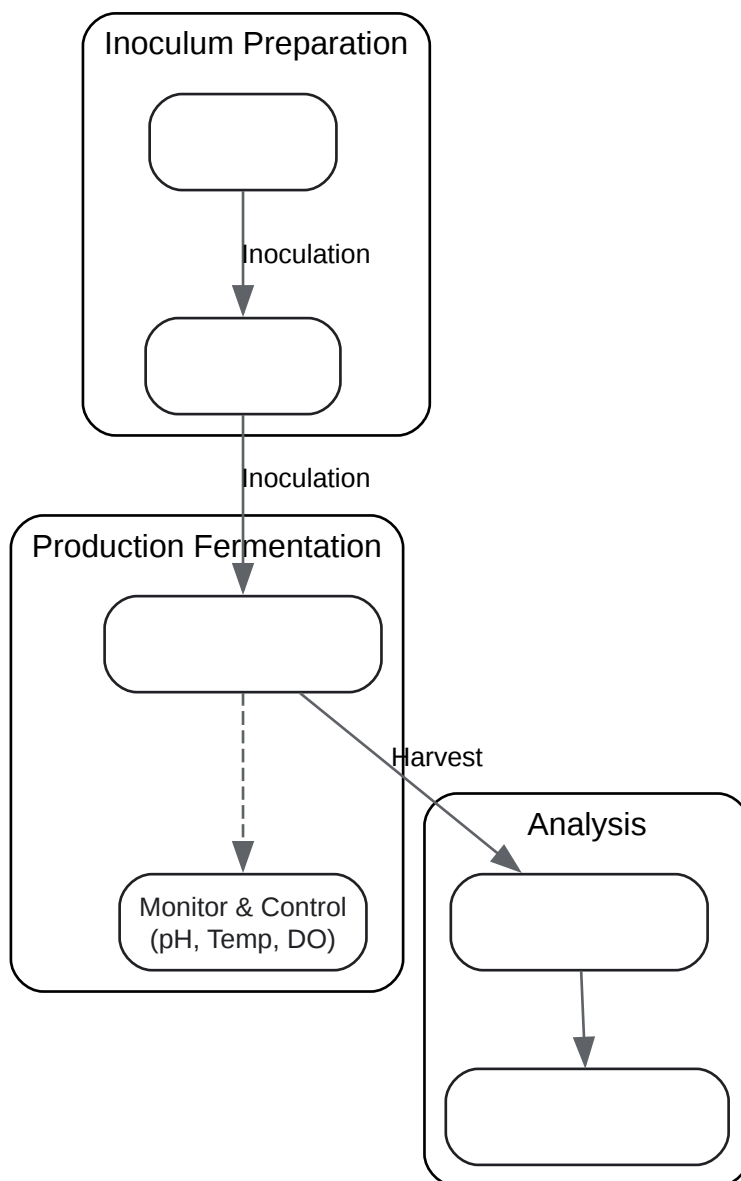 Inoculum Preparation
Inoculation
Inoculation
Production Fermentation
Harvest
Analysis
Monitor & Control
(pH, Temp, DO)